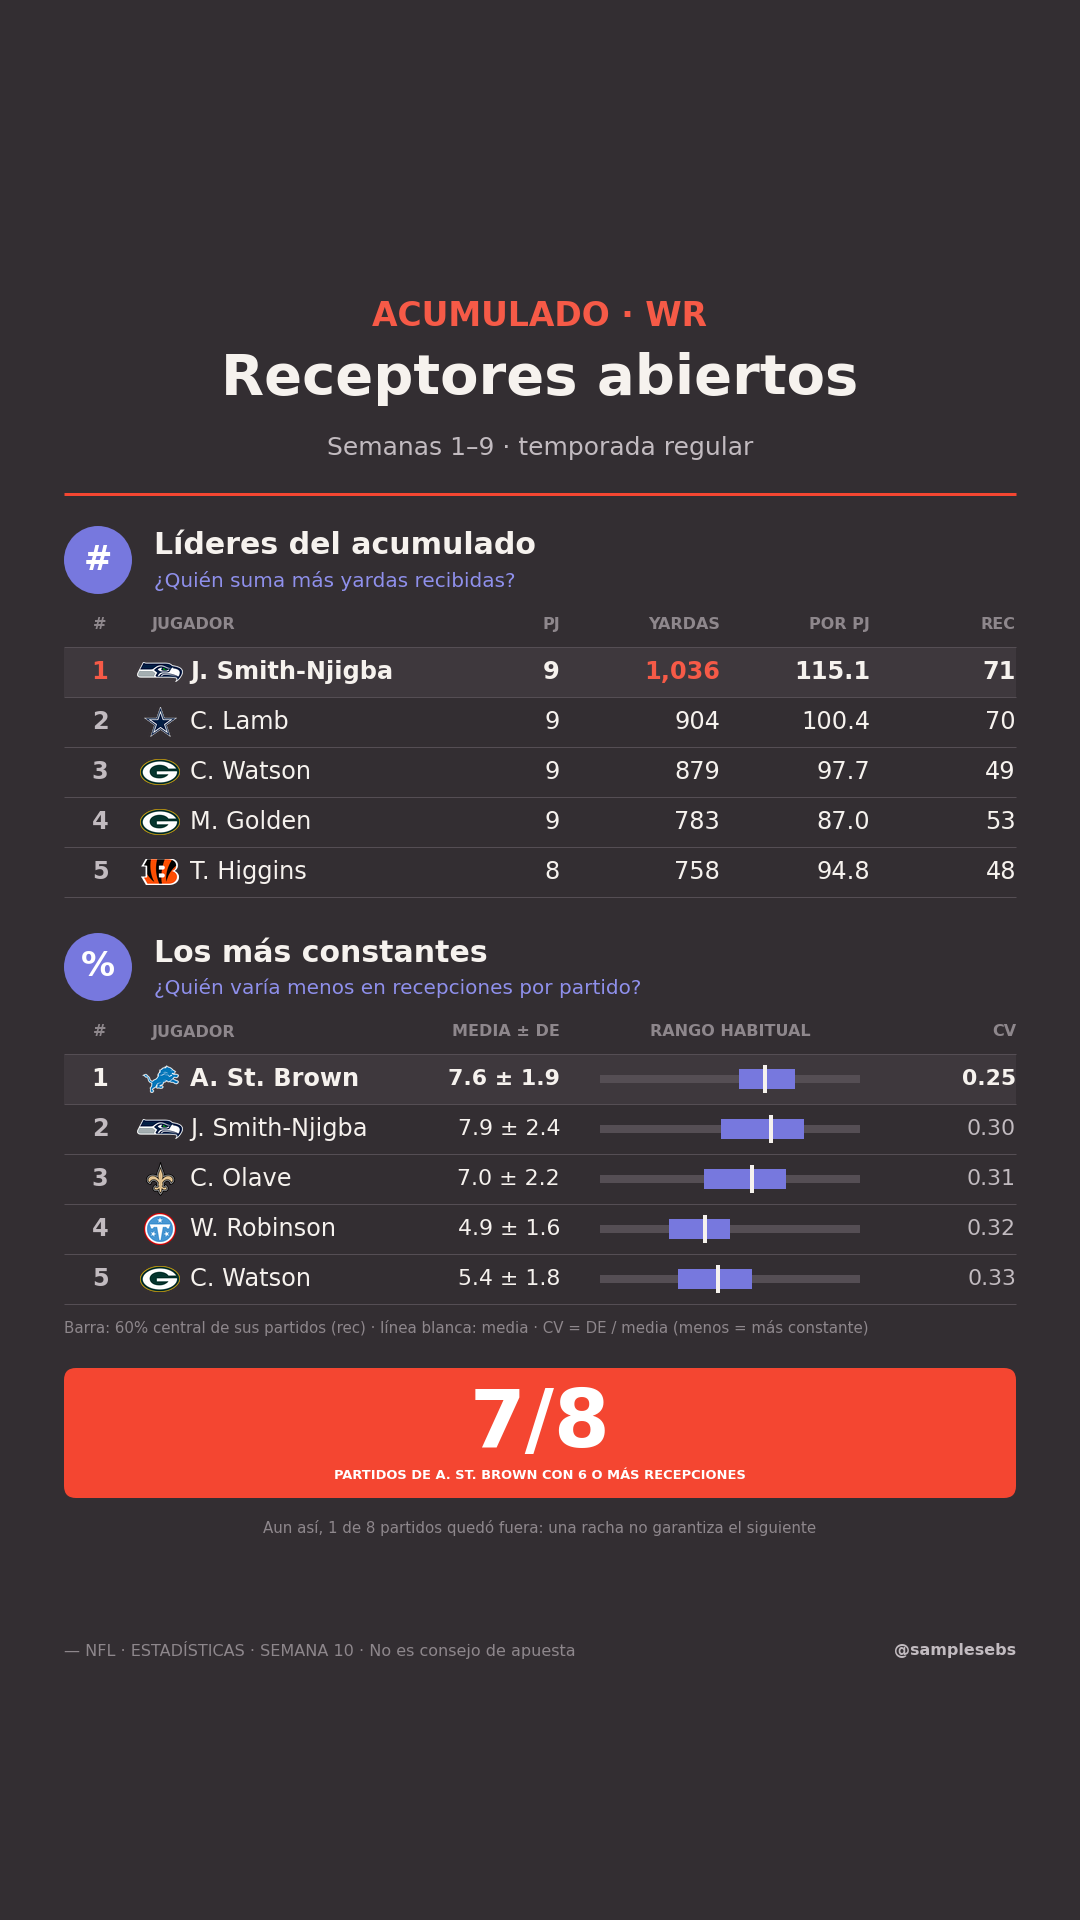 ACUMULADO · WR
Receptores abiertos
Semanas 1–9 · temporada regular
#
Líderes del acumulado
¿Quién suma más yardas recibidas?
# JUGADOR PJ YARDAS POR PJ REC
1 J. Smith-Njigba 9 1,036 115.1 71
2 C. Lamb 9 904 100.4 70
3 C. Watson 9 879 97.7 49
4 M. Golden 9 783 87.0 53
5 T. Higgins 8 758 94.8 48
%
Los más constantes
¿Quién varía menos en recepciones por partido?
# JUGADOR MEDIA ± DE RANGO HABITUAL CV
1 A. St. Brown 7.6 ± 1.9 0.25
2 J. Smith-Njigba 7.9 ± 2.4 0.30
3 C. Olave 7.0 ± 2.2 0.31
4 W. Robinson 4.9 ± 1.6 0.32
5 C. Watson 5.4 ± 1.8 0.33
Barra: 60% central de sus partidos (rec) · línea blanca: media · CV = DE / media (menos = más constante)
7/8
PARTIDOS DE A. ST. BROWN CON 6 O MÁS RECEPCIONES
Aun así, 1 de 8 partidos quedó fuera: una racha no garantiza el siguiente
— NFL · ESTADÍSTICAS · SEMANA 10 · No es consejo de apuesta
@samplesebs